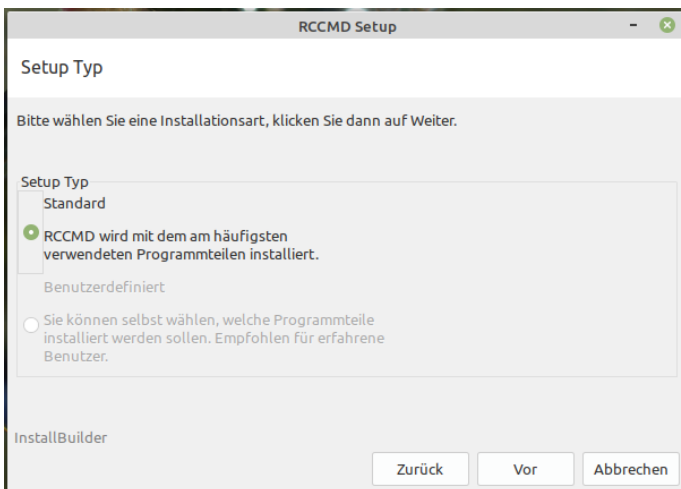 RCCMD Setup
Setup Typ
Bitte wählen Sie eine Installationsart, klicken Sie dann auf Weiter.
Setup Typ
Standard
RCCMD wird mit dem am häufigsten
verwendeten Programmteilen installiert.
Benutzerdefiniert
Sie können selbst wählen, welche Programmteile
installiert werden sollen. Empfohlen für erfahrene
Benutzer.
InstallBuilder
Zurück
Vor
Abbrechen